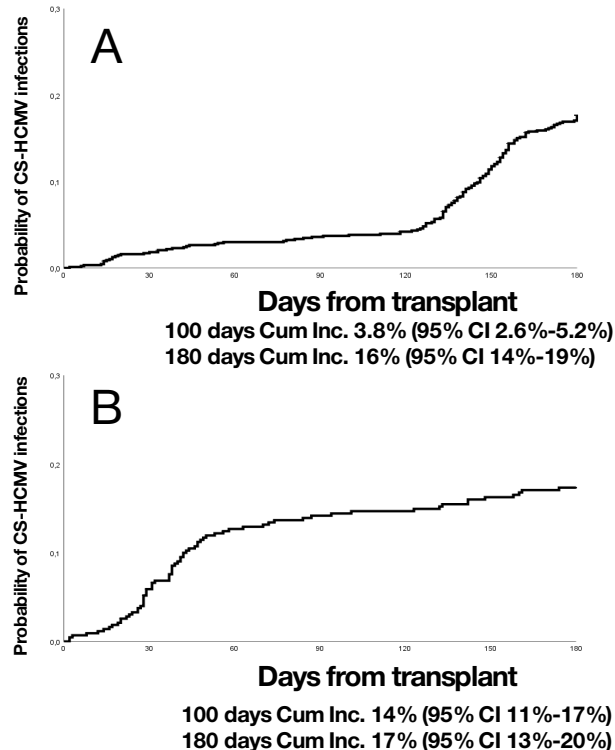 A
Probability of CS-HCMV infections
0,3
0,2
0,1
0,0
0 30 60 90 120 150 180
Days from transplant
100 days Cum Inc. 3.8% (95% CI 2.6%-5.2%)
180 days Cum Inc. 16% (95% CI 14%-19%)
B
Probability of CS-HCMV infections
0,3
0,2
0,1
0,0
0 30 60 90 120 150 180
Days from transplant
100 days Cum Inc. 14% (95% CI 11%-17%)
180 days Cum Inc. 17% (95% CI 13%-20%)